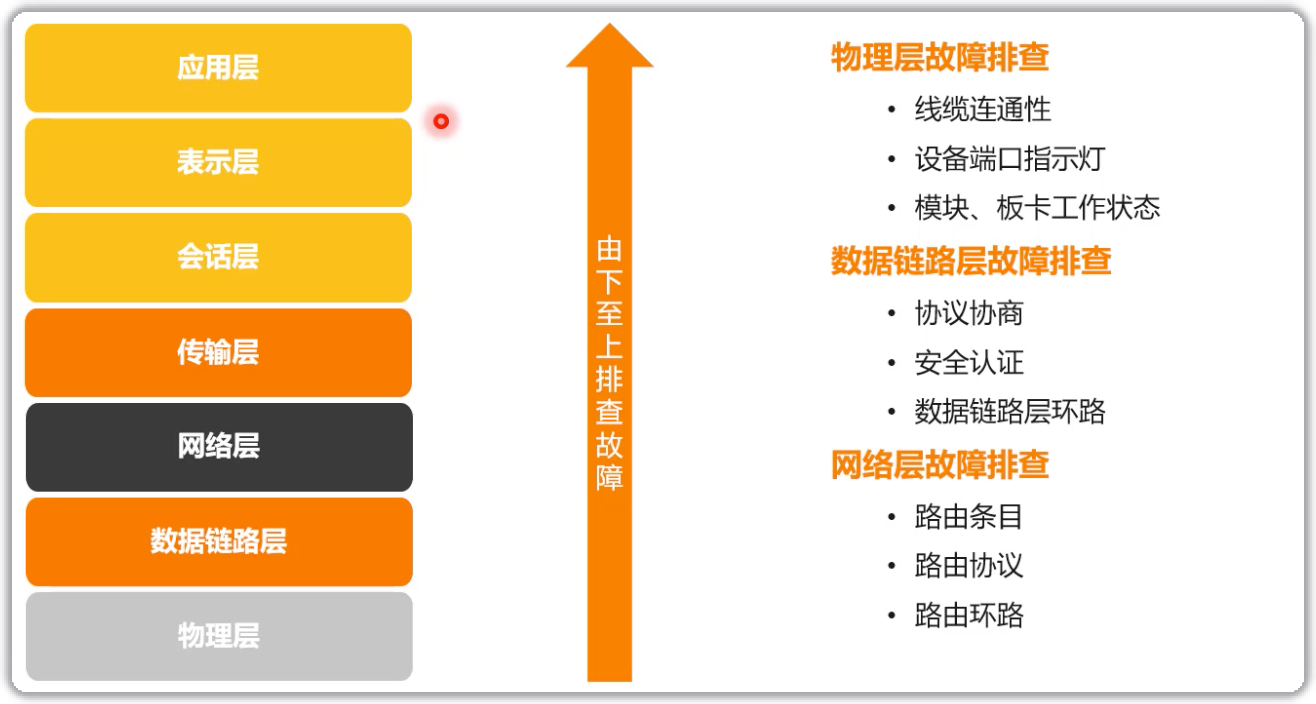 应用层
表示层
会话层
传输层
网络层
数据链路层
物理层
由下至上排查故障
物理层故障排查
• 线缆连通性
• 设备端口指示灯
• 模块、板卡工作状态
数据链路层故障排查
• 协议协商
• 安全认证
• 数据链路层环路
网络层故障排查
• 路由条目
• 路由协议
• 路由环路